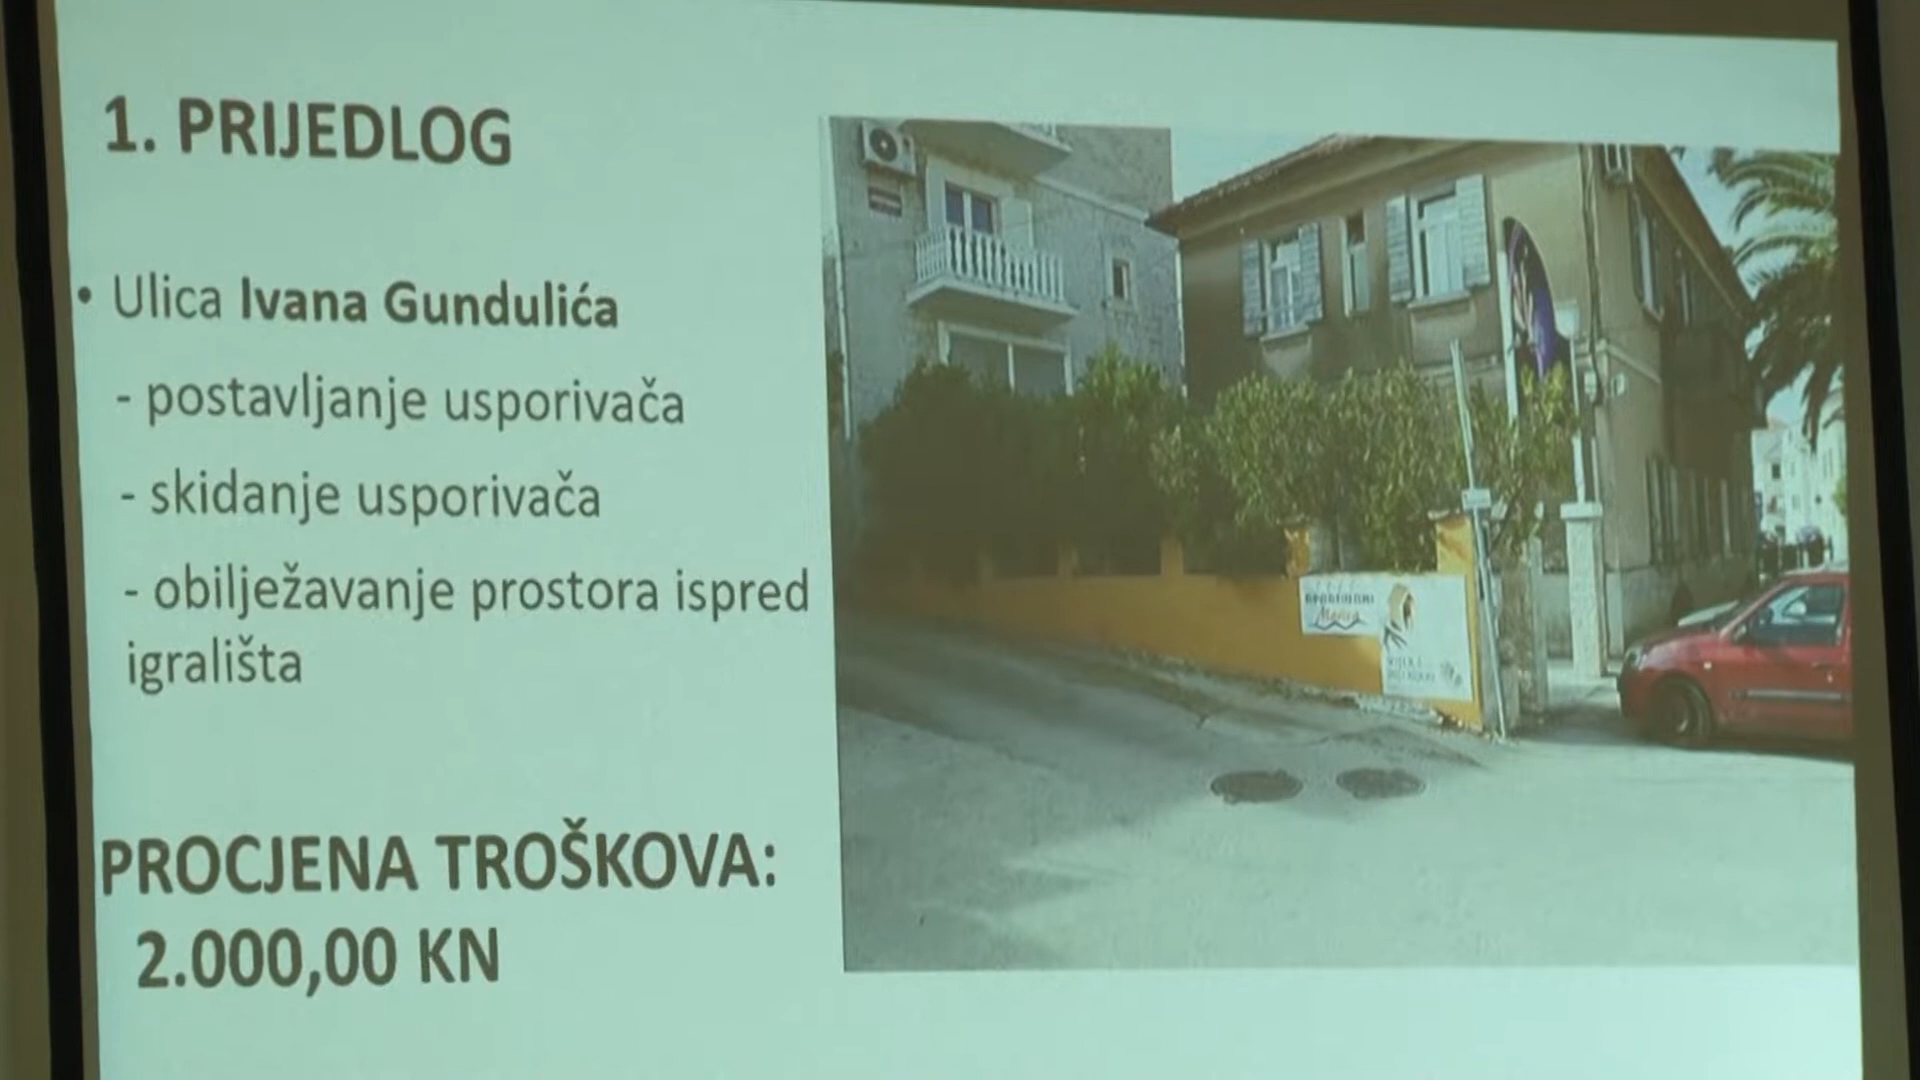 1. PRIJEDLOG
• Ulica Ivana Gundulića
- postavljanje usporivača
- skidanje usporivača
- obilježavanje prostora ispred
igrališta
PROCJENA TROŠKOVA:
2.000,00 KN